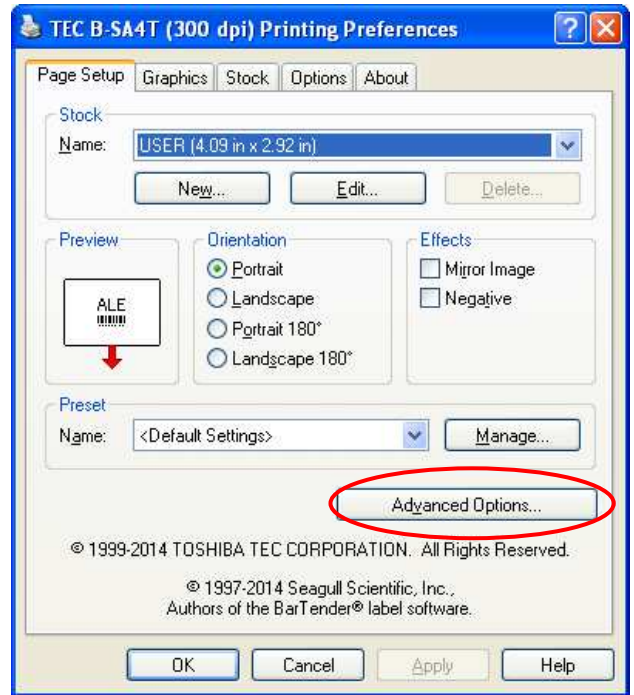 TEC B-SA4T (300 dpi) Printing Preferences
Page Setup Graphics Stock Options About
Stock
Name: USER (4.09 in x 2.92 in)
New... Edit... Delete...
Preview Orientation Effects
Portrait Mirror Image
ALE Landscape Negative
Portrait 180°
Landscape 180°
Preset
Name: <Default Settings> Manage...
Advanced Options...
© 1999-2014 TOSHIBA TEC CORPORATION. All Rights Reserved.
© 1997-2014 Seagull Scientific, Inc.,
Authors of the BarTender® label software.
OK Cancel Apply Help